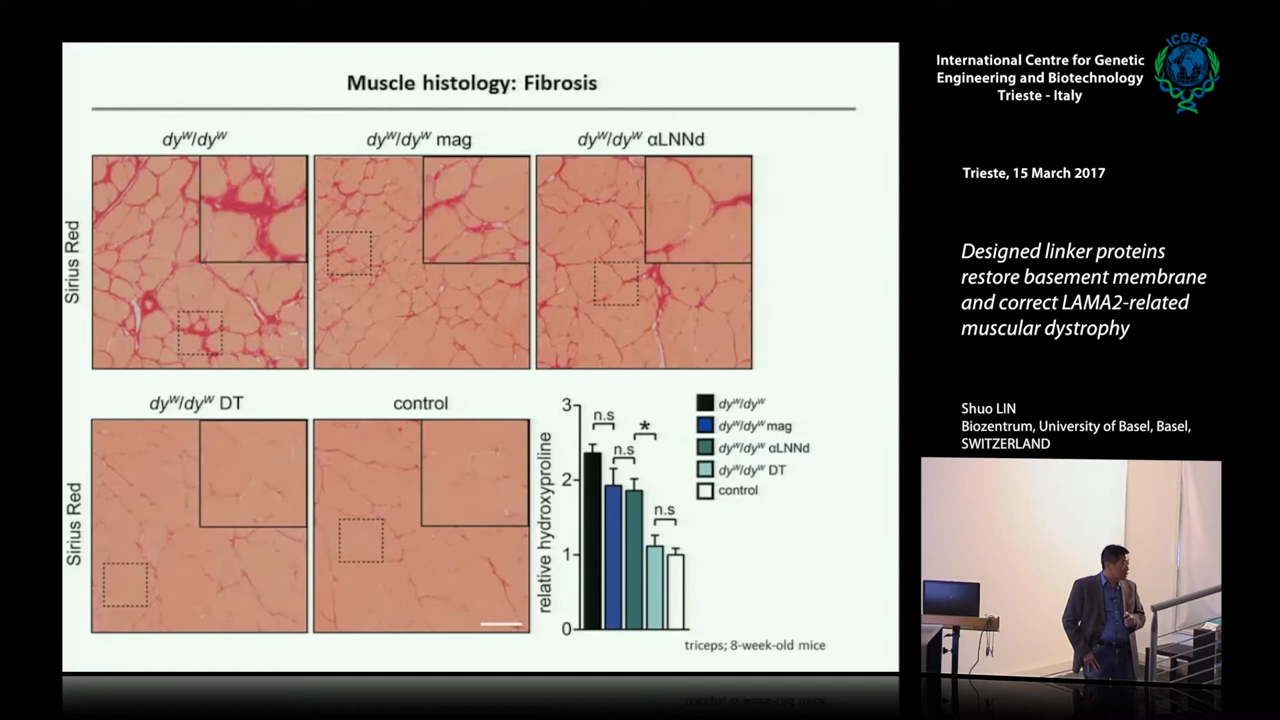 Muscle histology: Fibrosis
dyᵂ/dyᵂ
dyᵂ/dyᵂ mag
dyᵂ/dyᵂ αLNNd
Sirius Red
dyᵂ/dyᵂ DT
control
Sirius Red
relative hydroxyproline
3
2
1
0
n.s
n.s
*
n.s
dyᵂ/dyᵂ
dyᵂ/dyᵂ mag
dyᵂ/dyᵂ αLNNd
dyᵂ/dyᵂ DT
control
triceps; 8-week-old mice
ICGEB
International Centre for Genetic
Engineering and Biotechnology
Trieste - Italy
Trieste, 15 March 2017
Designed linker proteins
restore basement membrane
and correct LAMA2-related
muscular dystrophy
Shuo LIN
Biozentrum, University of Basel, Basel,
SWITZERLAND